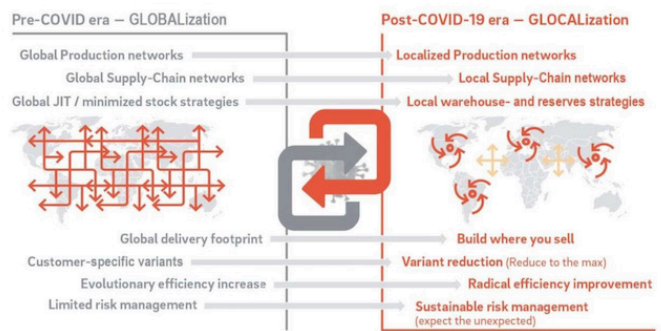 Pre-COVID era — GLOBALization
Post-COVID-19 era — GLOCALization
Global Production networks
Localized Production networks
Global Supply-Chain networks
Local Supply-Chain networks
Global JIT / minimized stock strategies
Local warehouse- and reserves strategies
Global delivery footprint
Build where you sell
Customer-specific variants
Variant reduction (Reduce to the max)
Evolutionary efficiency increase
Radical efficiency improvement
Limited risk management
Sustainable risk management
(expect the unexpected)